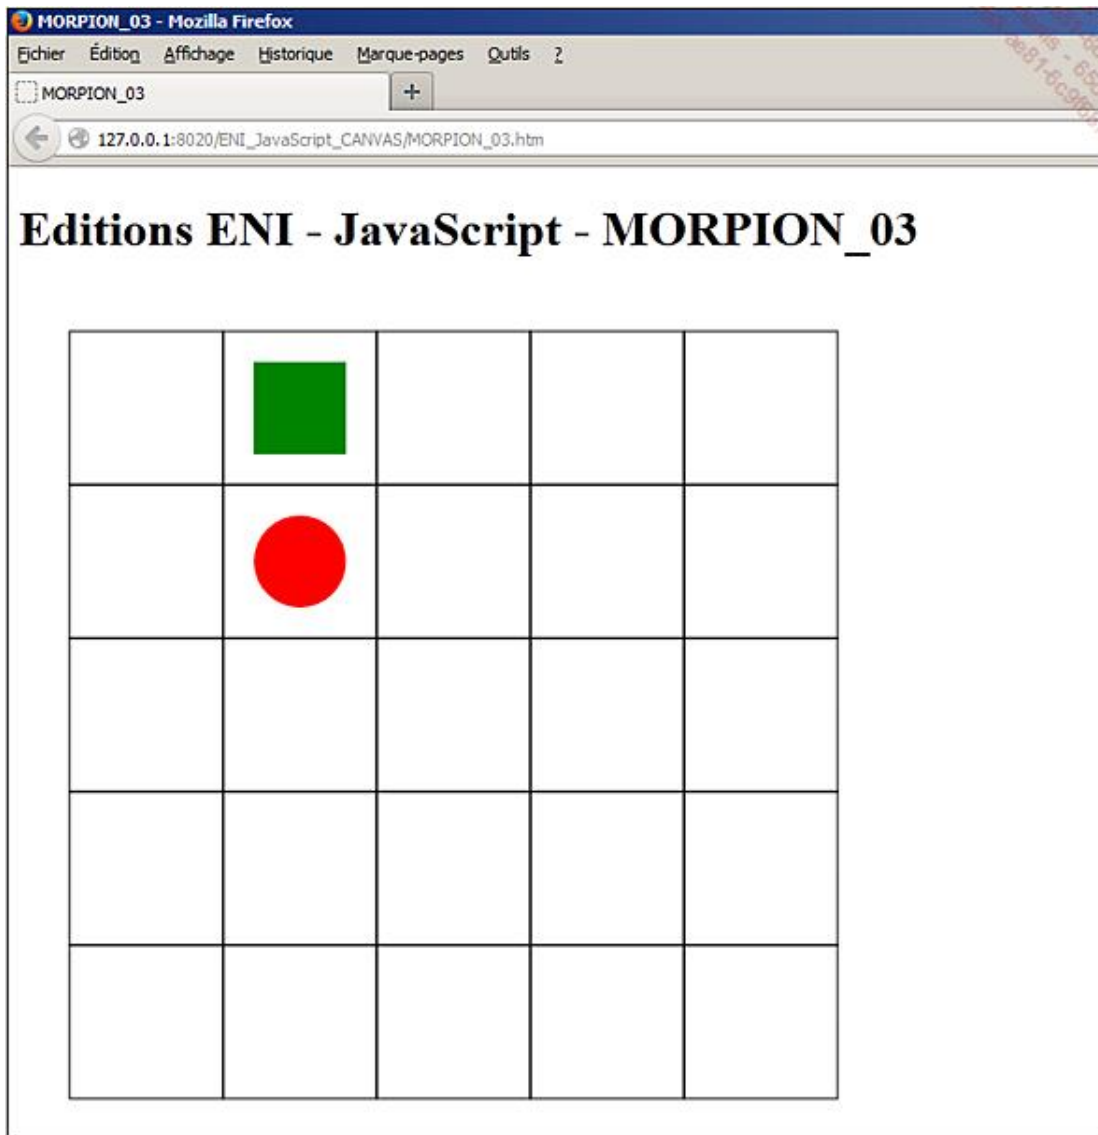 MORPION_03 - Mozilla Firefox
Fichier Édition Affichage Historique Marque-pages Outils ?
MORPION_03 +
127.0.0.1:8020/ENI_JavaScript_CANVAS/MORPION_03.htm
Editions ENI - JavaScript - MORPION_03